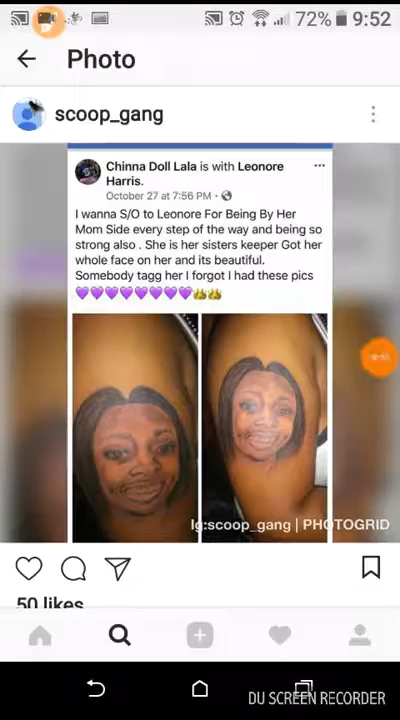 72% 9:52
Photo
scoop_gang
Chinna Doll Lala is with Leonore
Harris.
October 27 at 7:56 PM ·
I wanna S/O to Leonore For Being By Her
Mom Side every step of the way and being so
strong also . She is her sisters keeper Got her
whole face on her and its beautiful.
Somebody tagg her I forgot I had these pics
Ig:scoop_gang | PHOTOGRID
50 likes
DU SCREEN RECORDER